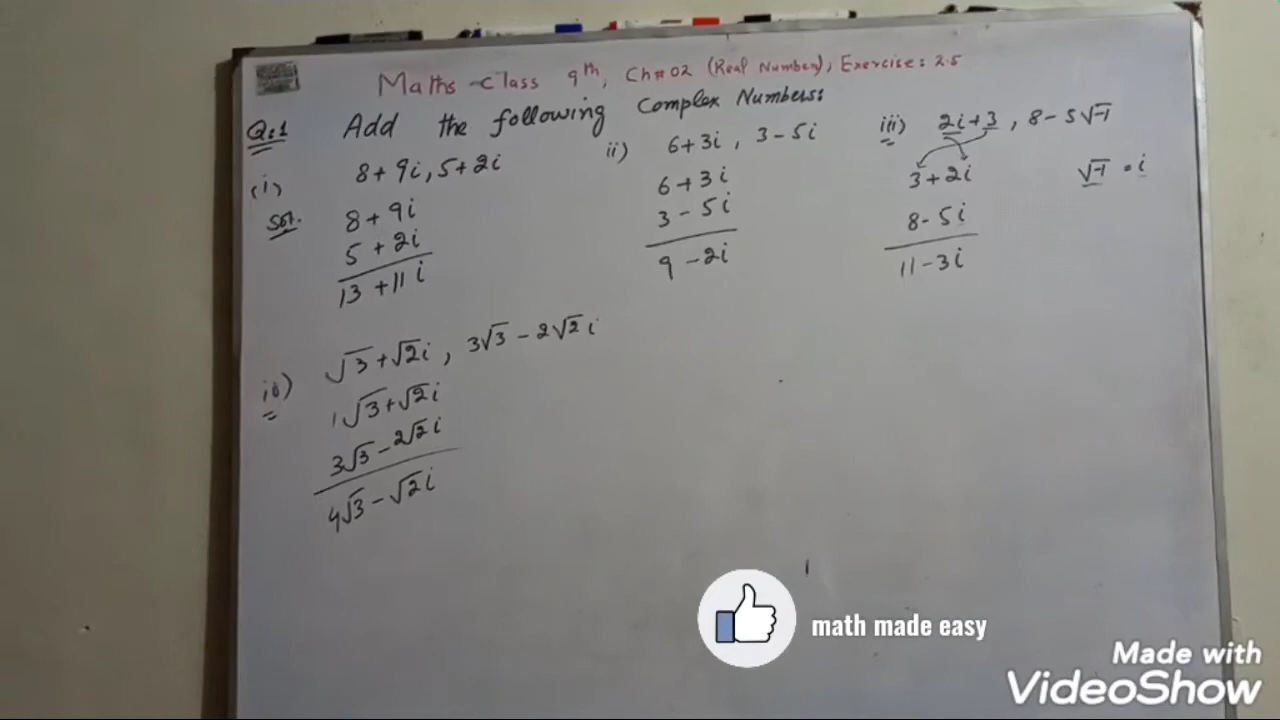 Maths Class 9th, Ch # 02 (Real Number), Exercise: 2.5
Q:1 Add the following Complex Numbers:
(i) 8 + 9i, 5 + 2i
Sol. 8 + 9i
5 + 2i
13 + 11i
ii) 6 + 3i , 3 - 5i
6 + 3i
3 - 5i
9 - 2i
iii) 2i + 3 , 8 - 5√-1
3 + 2i √-1 = i
8 - 5i
11 - 3i
iv) √3 + √2i , 3√3 - 2√2i
1√3 + √2i
3√3 - 2√2i
4√3 - √2i
math made easy
Made with
VideoShow